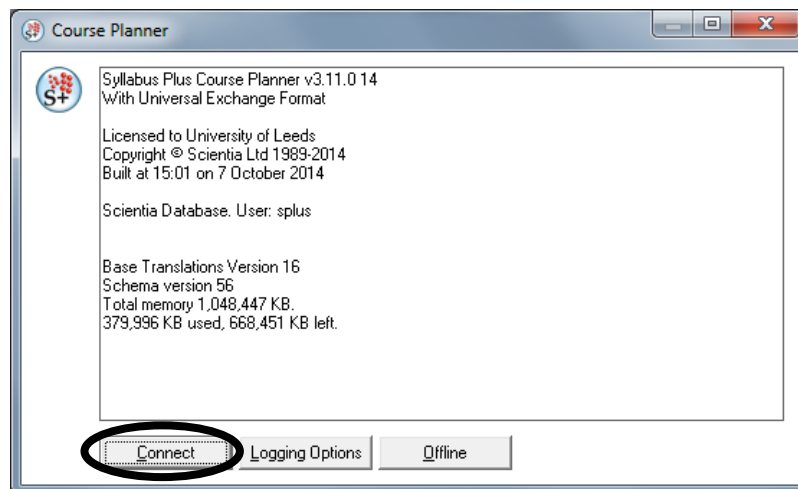 Course Planner
S+
Syllabus Plus Course Planner v3.11.0 14
With Universal Exchange Format
Licensed to University of Leeds
Copyright © Scientia Ltd 1989-2014
Built at 15:01 on 7 October 2014
Scientia Database. User: splus
Base Translations Version 16
Schema version 56
Total memory 1,048,447 KB.
379,996 KB used, 668,451 KB left.
Connect Logging Options Offline